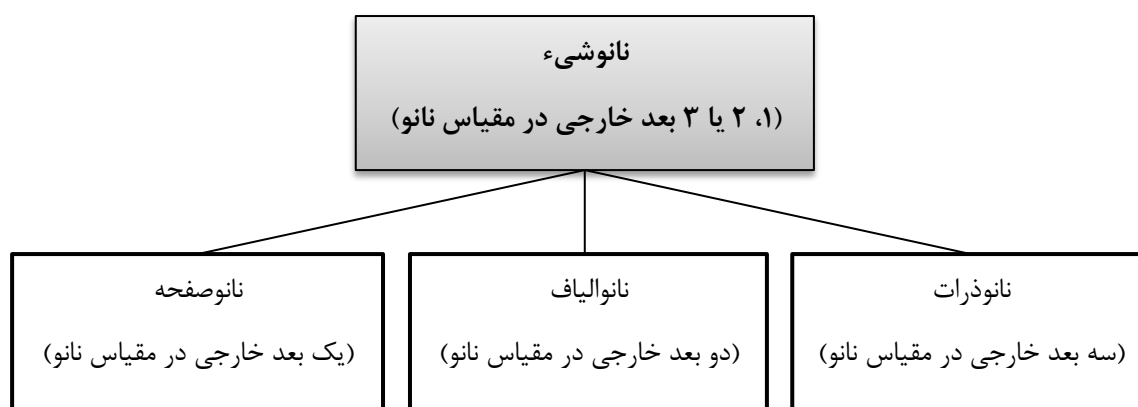 نانوشیء
(۱، ۲ یا ۳ بعد خارجی در مقیاس نانو)
نانوذرات
(سه بعد خارجی در مقیاس نانو)
نانوالیاف
(دو بعد خارجی در مقیاس نانو)
نانوصفحه
(یک بعد خارجی در مقیاس نانو)